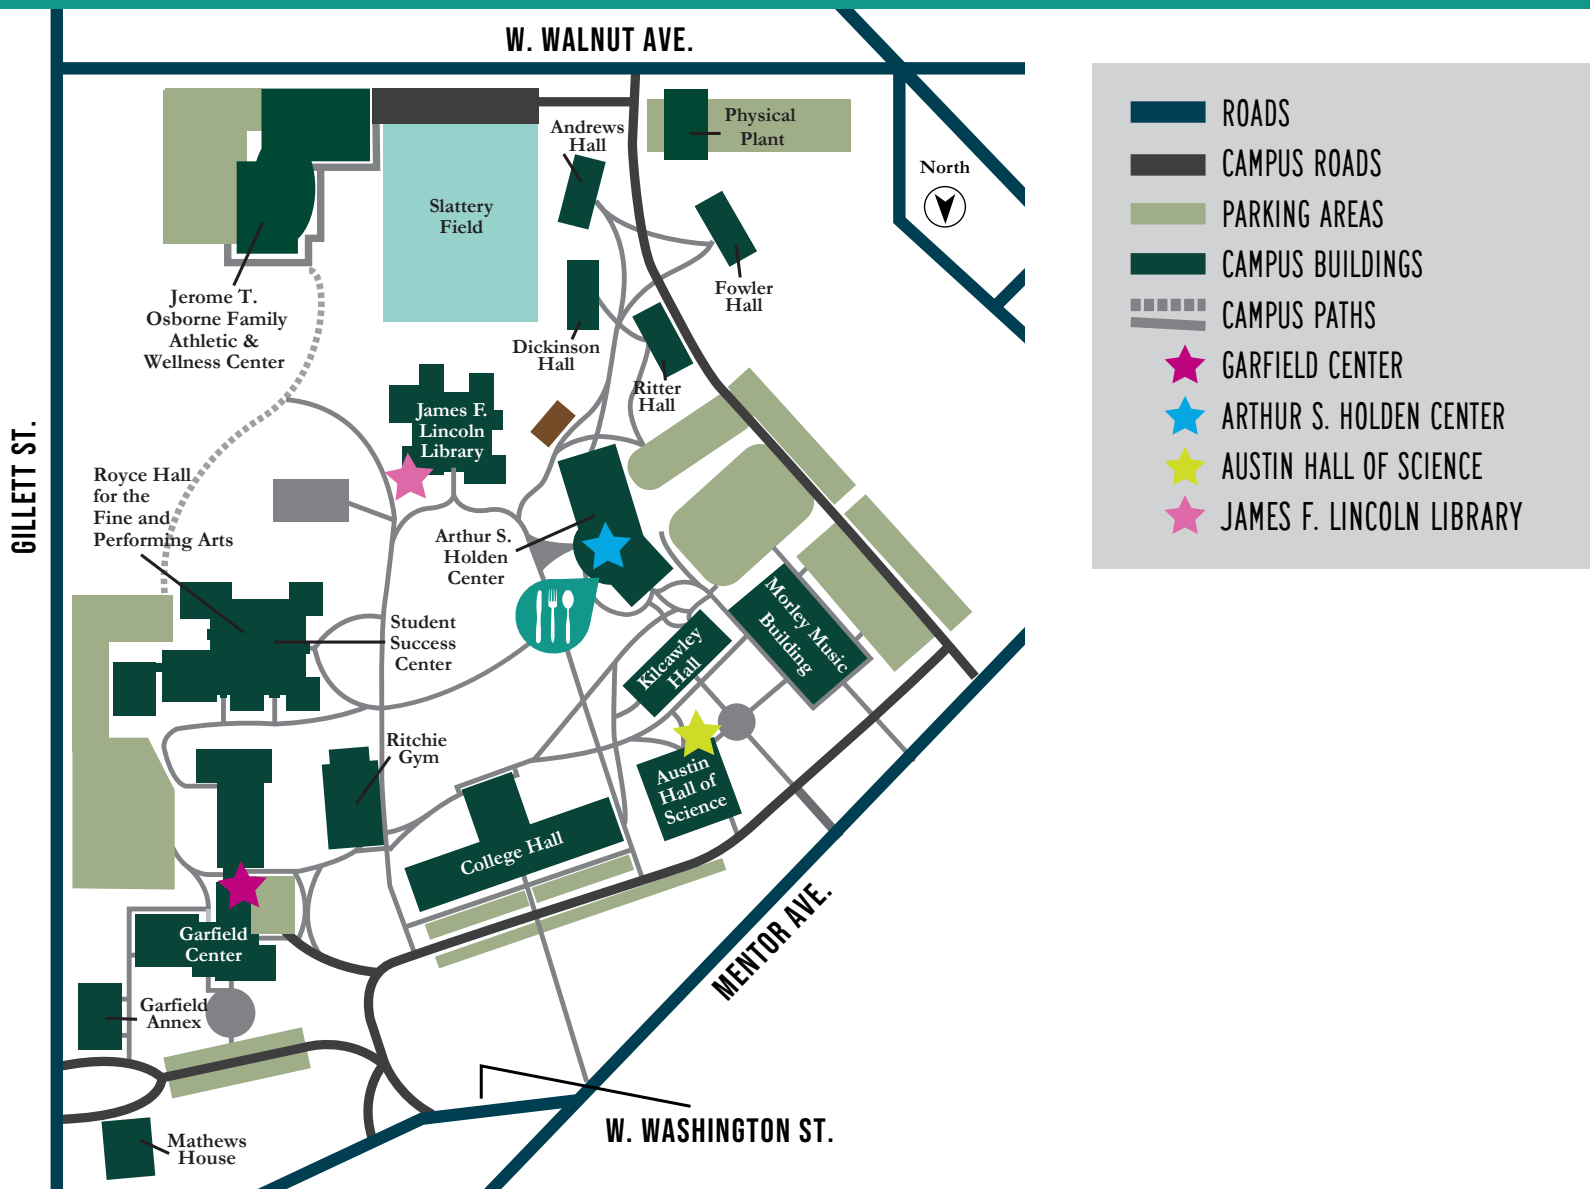 W. WALNUT AVE.
GILLETT ST.
Physical
Plant
Andrews
Hall
North
Slattery
Field
Fowler
Hall
Jerome T.
Osborne Family
Athletic &
Wellness Center
Dickinson
Hall
Ritter
Hall
James F.
Lincoln
Library
Royce Hall
for the
Fine and
Performing Arts
Arthur S.
Holden
Center
Student
Success
Center
Morley Music
Building
Kilcawley
Hall
Ritchie
Gym
Austin
Hall of
Science
College Hall
Garfield
Center
Garfield
Annex
MENTOR AVE.
W. WASHINGTON ST.
Mathews
House
ROADS
CAMPUS ROADS
PARKING AREAS
CAMPUS BUILDINGS
CAMPUS PATHS
GARFIELD CENTER
ARTHUR S. HOLDEN CENTER
AUSTIN HALL OF SCIENCE
JAMES F. LINCOLN LIBRARY